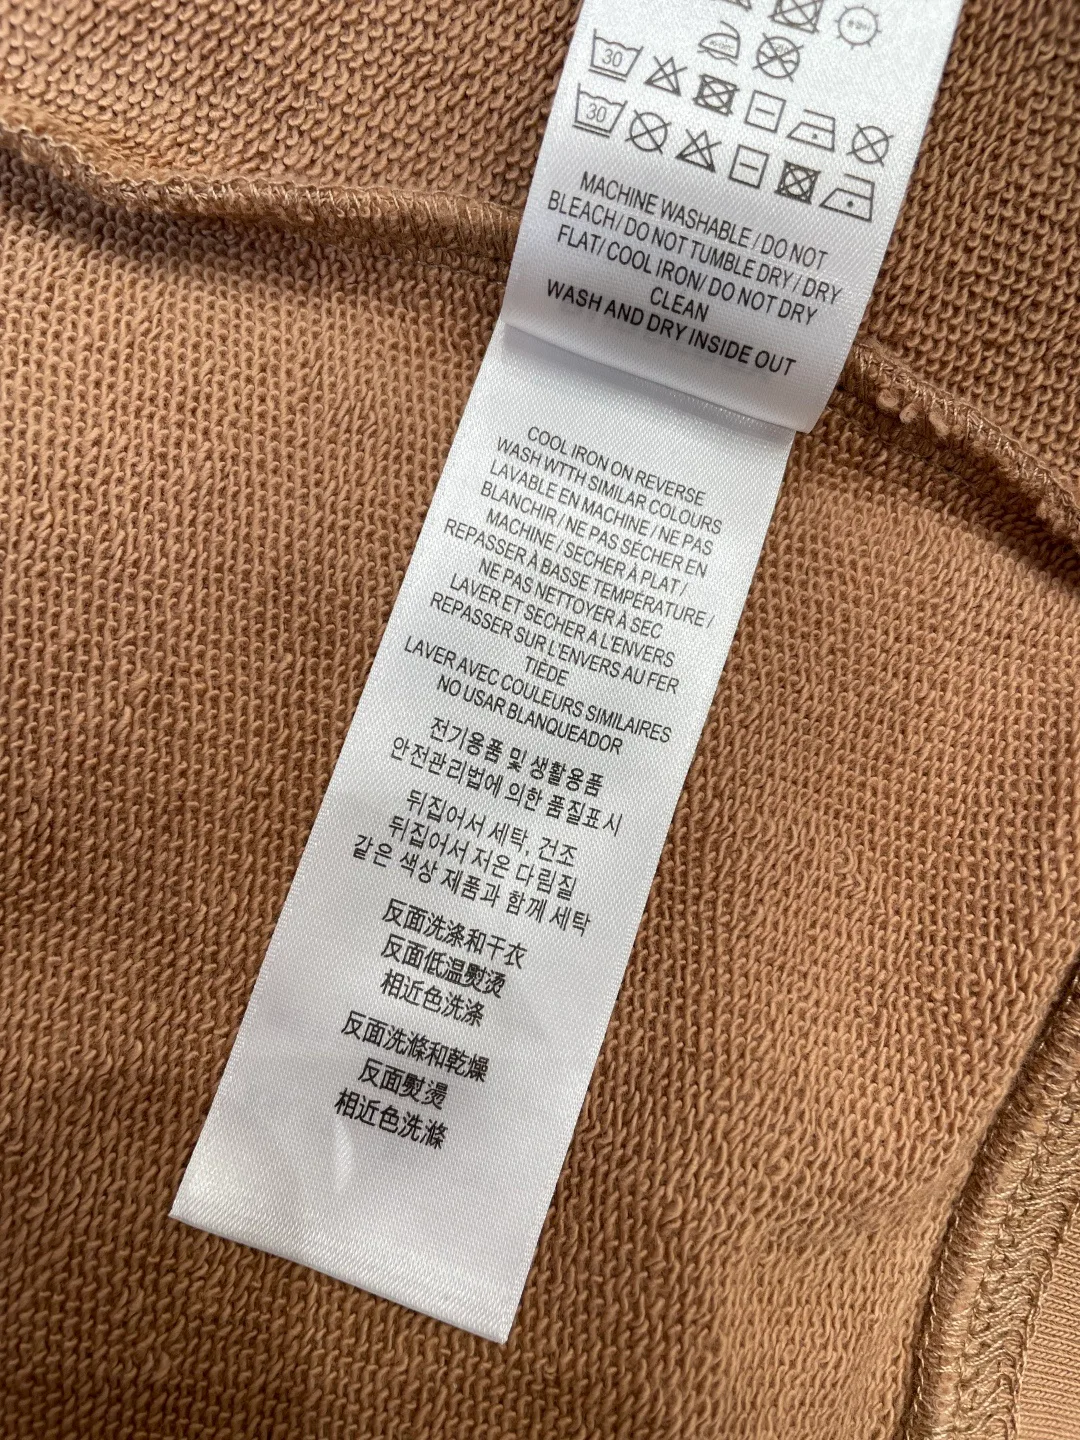 30
30
MACHINE WASHABLE / DO NOT
BLEACH / DO NOT TUMBLE DRY / DRY
FLAT / COOL IRON/ DO NOT DRY
CLEAN
WASH AND DRY INSIDE OUT
COOL IRON ON REVERSE
WASH WTTH SIMILAR COLOURS
LAVABLE EN MACHINE / NE PAS
BLANCHIR / NE PAS SÉCHER EN
MACHINE / SECHER À PLAT /
REPASSER À BASSE TEMPÉRATURE /
NE PAS NETTOYER À SEC
LAVER ET SECHER A L'ENVERS
REPASSER SUR L'ENVERS AU FER
TIÈDE
LAVER AVEC COULEURS SIMILAIRES
NO USAR BLANQUEADOR
전기용품 및 생활용품
안전관리법에 의한 품질표시
뒤집어서 세탁, 건조
뒤집어서 저온 다림질
같은 색상 제품과 함께 세탁
反面洗涤和干衣
反面低温熨烫
相近色洗涤
反面洗滌和乾燥
反面熨燙
相近色洗滌